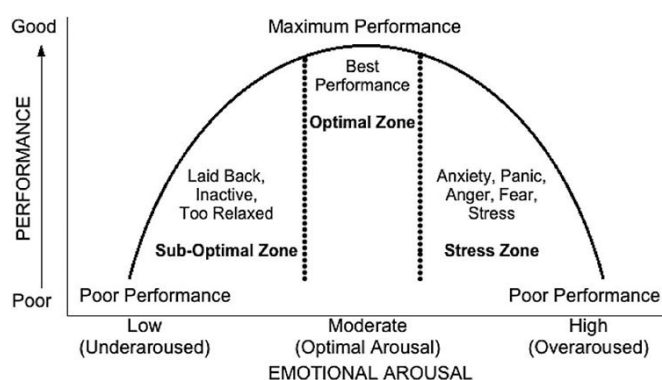 Good
Maximum Performance
Best
Performance
Optimal Zone
Laid Back,
Inactive,
Too Relaxed
Sub-Optimal Zone
Anxiety, Panic,
Anger, Fear,
Stress
Stress Zone
PERFORMANCE
Poor
Poor Performance
Poor Performance
Low
(Underaroused)
Moderate
(Optimal Arousal)
High
(Overaroused)
EMOTIONAL AROUSAL